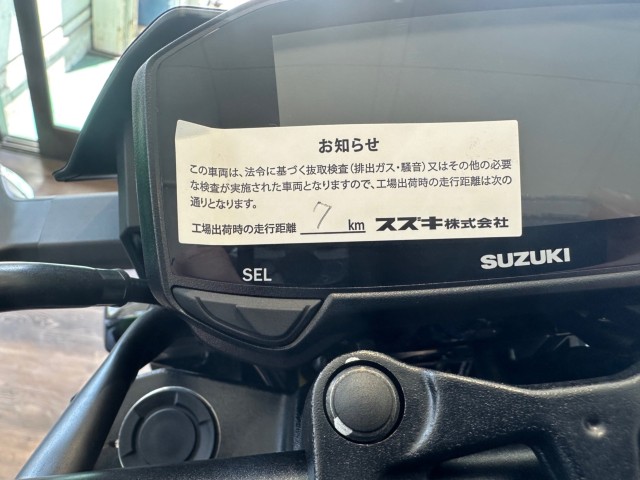 お知らせ
この車両は、法令に基づく抜取検査(排出ガス・騒音)又はその他の必要
な検査が実施された車両となりますので、工場出荷時の走行距離は次の
通りとなります。
工場出荷時の走行距離 7 km スズキ株式会社
SEL
SUZUKI